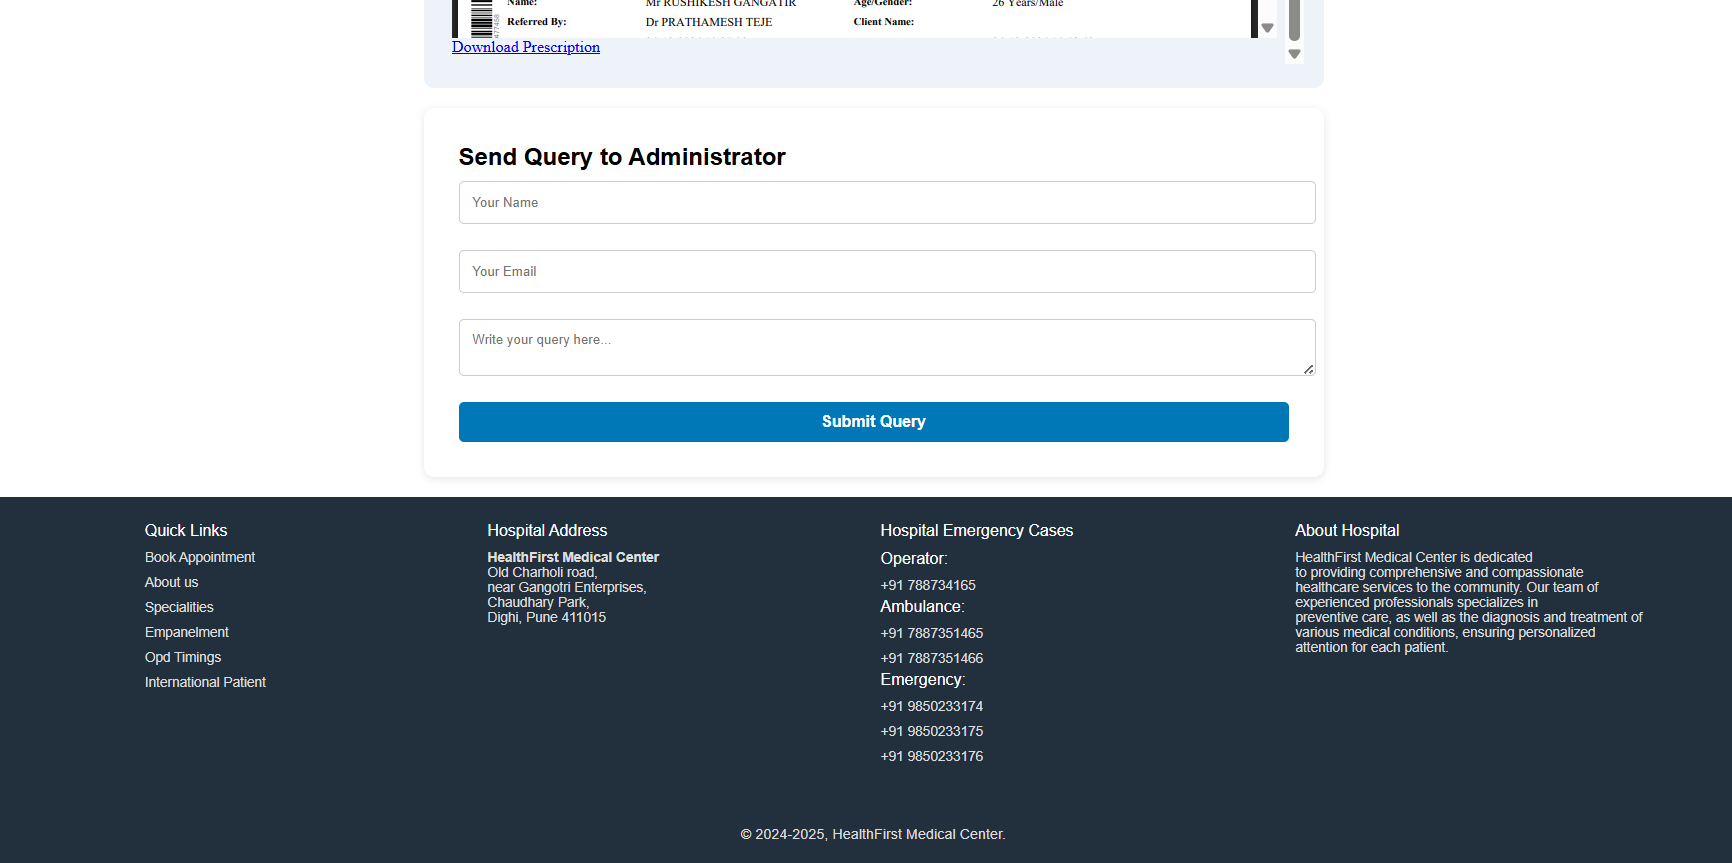 Name: Mr RUSHIKESH GANGATIR Age/Gender: 26 Years/Male
Referred By: Dr PRATHAMESH TEJE Client Name:
477458
Download Prescription
Send Query to Administrator
Your Name
Your Email
Write your query here...
Submit Query
Quick Links
Book Appointment
About us
Specialities
Empanelment
Opd Timings
International Patient
Hospital Address
HealthFirst Medical Center
Old Charholi road,
near Gangotri Enterprises,
Chaudhary Park,
Dighi, Pune 411015
Hospital Emergency Cases
Operator:
+91 788734165
Ambulance:
+91 7887351465
+91 7887351466
Emergency:
+91 9850233174
+91 9850233175
+91 9850233176
About Hospital
HealthFirst Medical Center is dedicated
to providing comprehensive and compassionate
healthcare services to the community. Our team of
experienced professionals specializes in
preventive care, as well as the diagnosis and treatment of
various medical conditions, ensuring personalized
attention for each patient.
© 2024-2025, HealthFirst Medical Center.